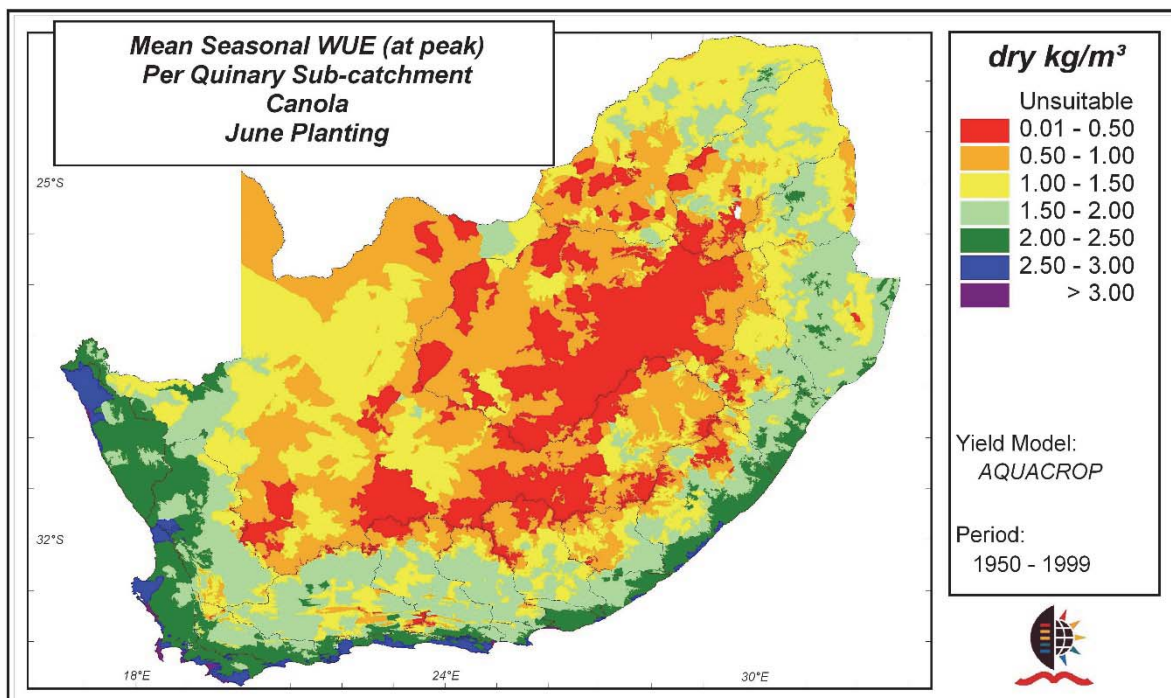 Mean Seasonal WUE (at peak)
Per Quinary Sub-catchment
Canola
June Planting
dry kg/m³
Unsuitable
0.01 - 0.50
0.50 - 1.00
1.00 - 1.50
1.50 - 2.00
2.00 - 2.50
2.50 - 3.00
> 3.00
Yield Model:
AQUACROP
Period:
1950 - 1999
25°S
32°S
18°E
24°E
30°E